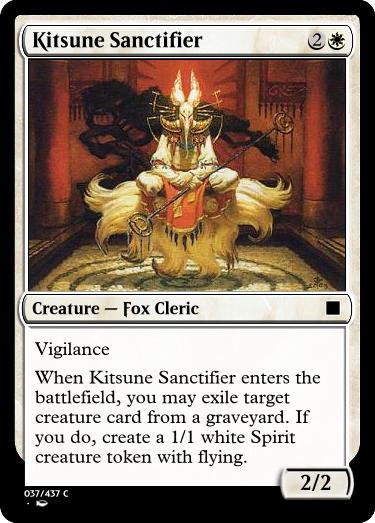 Kitsune Sanctifier 2
Creature — Fox Cleric
Vigilance
When Kitsune Sanctifier enters the
battlefield, you may exile target
creature card from a graveyard. If
you do, create a 1/1 white Spirit
creature token with flying.
2/2
037/437 C